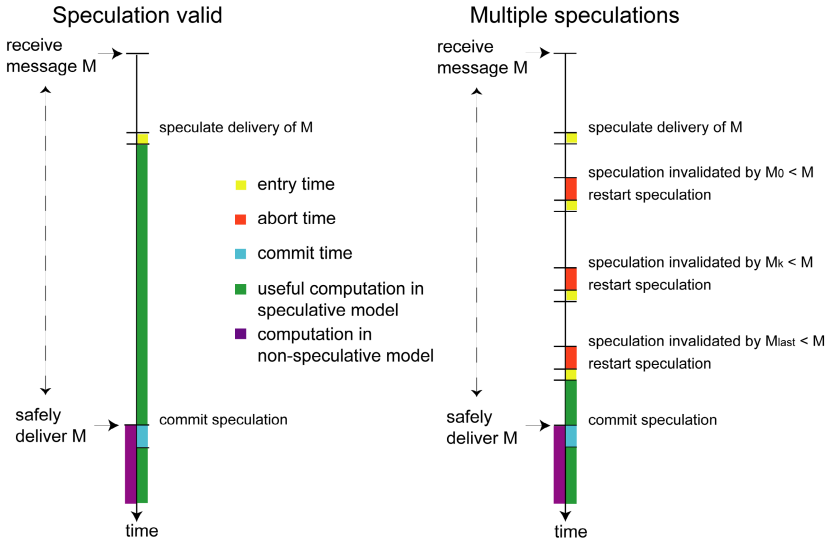 Speculation valid
receive
message M
speculate delivery of M
entry time
abort time
commit time
useful computation in
speculative model
computation in
non-speculative model
safely
deliver M
commit speculation
time
Multiple speculations
receive
message M
speculate delivery of M
speculation invalidated by M0 < M
restart speculation
speculation invalidated by Mk < M
restart speculation
speculation invalidated by Mlast < M
restart speculation
safely
deliver M
commit speculation
time